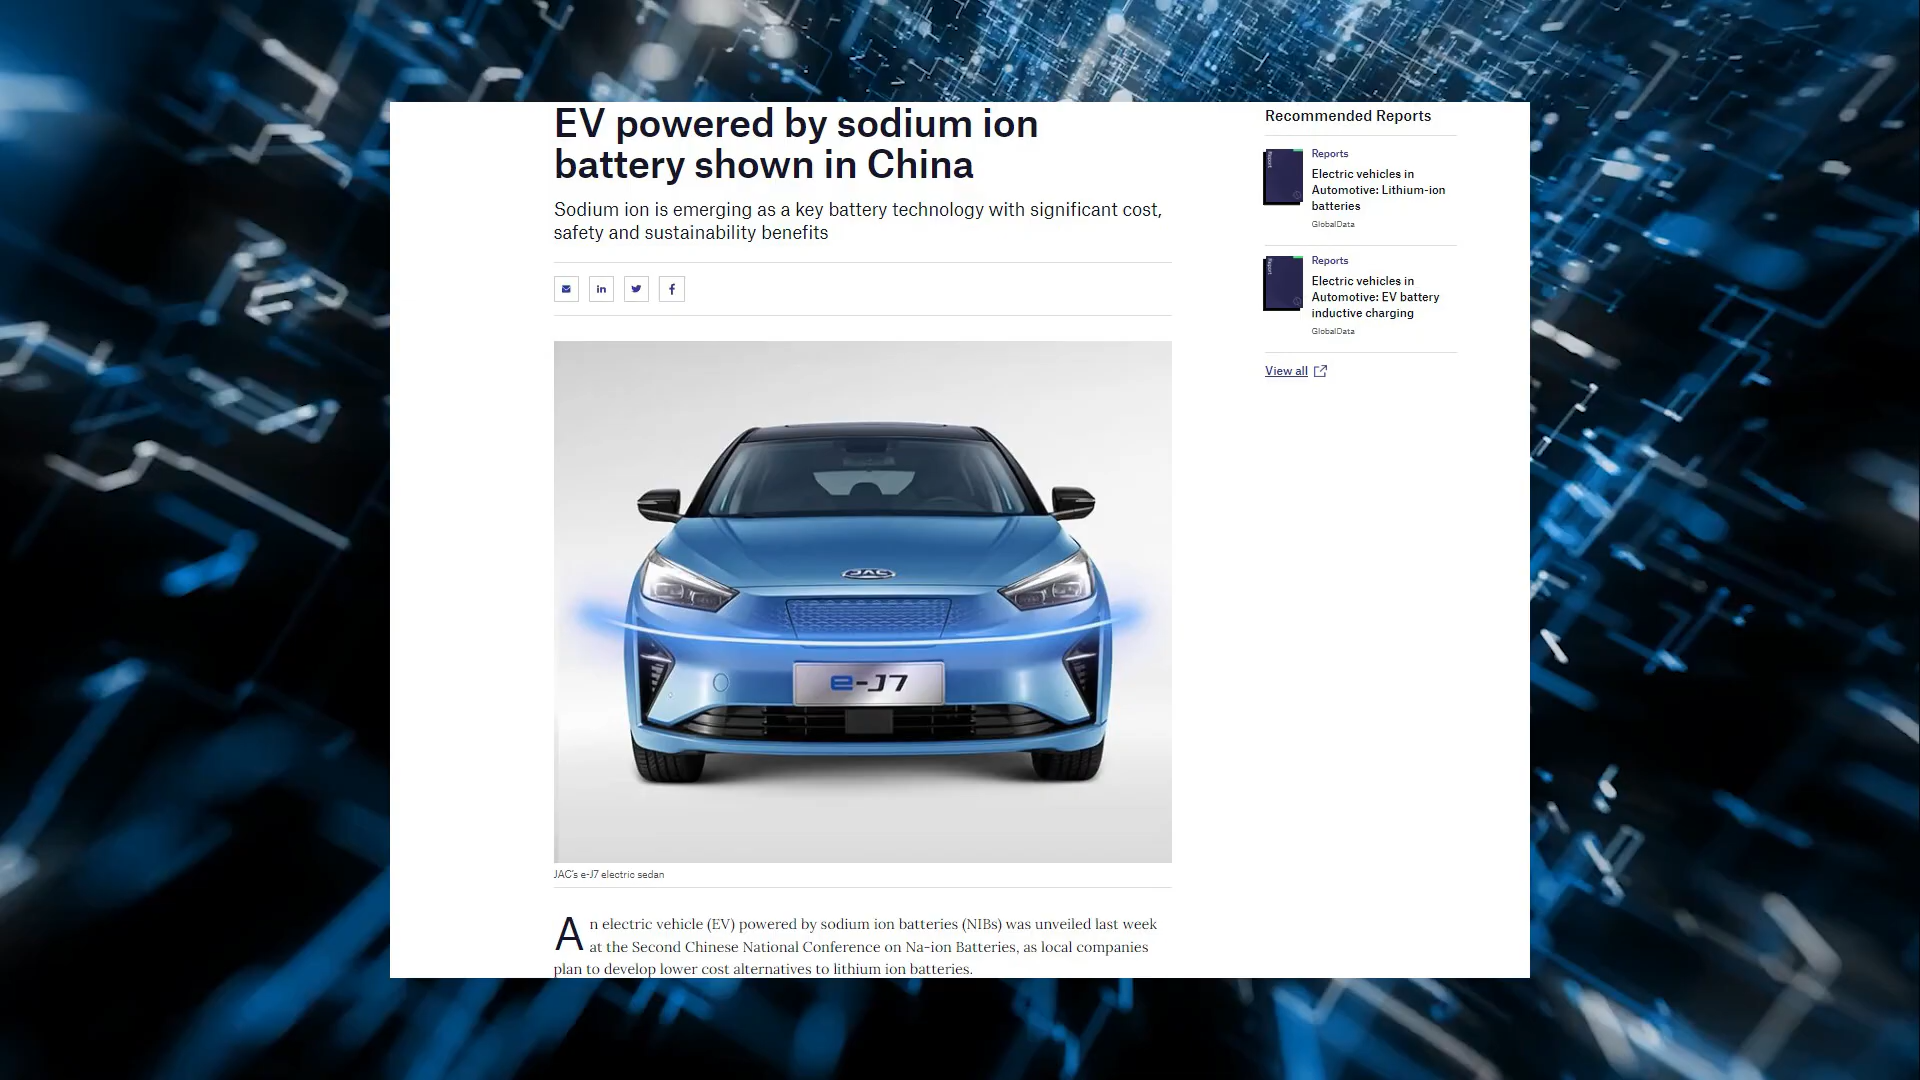 EV powered by sodium ion
battery shown in China
Sodium ion is emerging as a key battery technology with significant cost,
safety and sustainability benefits
JAC
e-J7
JAC's e-J7 electric sedan
An electric vehicle (EV) powered by sodium ion batteries (NIBs) was unveiled last week
at the Second Chinese National Conference on Na-ion Batteries, as local companies
plan to develop lower cost alternatives to lithium ion batteries.
Recommended Reports
Report
Reports
Electric vehicles in
Automotive: Lithium-ion
batteries
GlobalData
Report
Reports
Electric vehicles in
Automotive: EV battery
inductive charging
GlobalData
View all